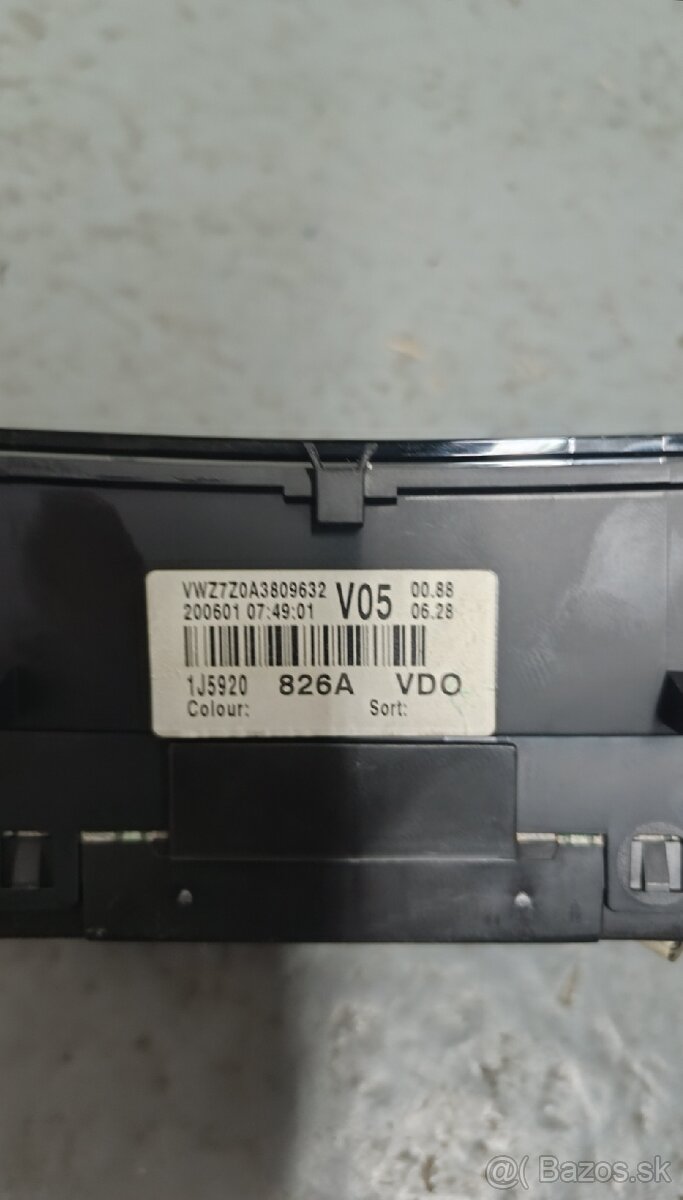 VWZ7Z0A3809632 V05 00.88
200601 07:49:01 06.28
1J5920 826A VDO
Colour: Sort:
@( Bazos.sk